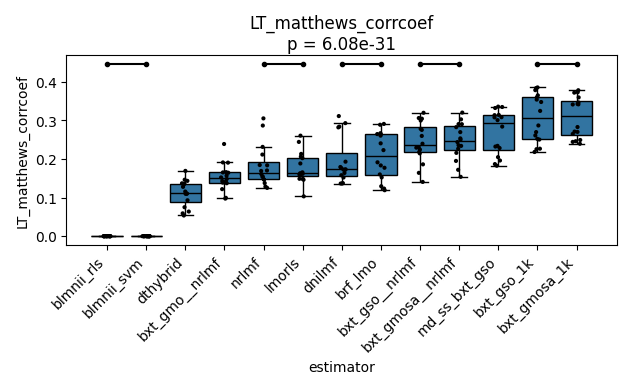 LT_matthews_corrcoef
p = 6.08e-31
LT_matthews_corrcoef
0.4
0.3
0.2
0.1
0.0
blmnii_rls
blmnii_svm
dthybrid
bxt_gmo__nrlmf
nrlmf
lmorls
dnilmf
brf_lmo
bxt_gso__nrlmf
bxt_gmosa__nrlmf
md_ss_bxt_gso
bxt_gso_1k
bxt_gmosa_1k
estimator